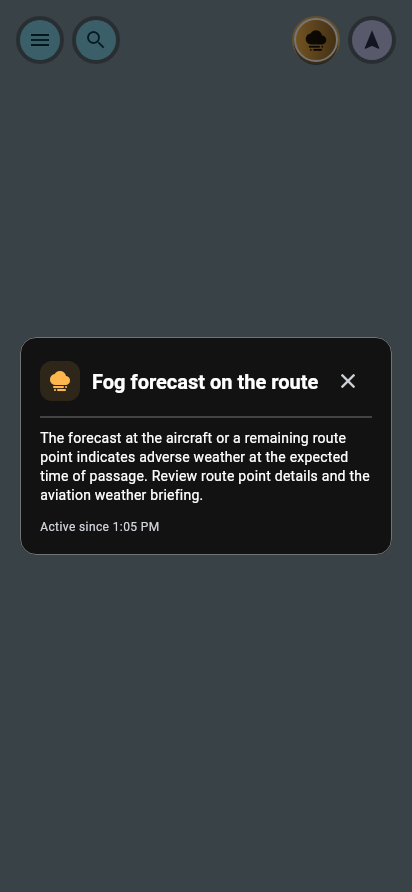 Fog forecast on the route
The forecast at the aircraft or a remaining route
point indicates adverse weather at the expected
time of passage. Review route point details and the
aviation weather briefing.
Active since 1:05 PM